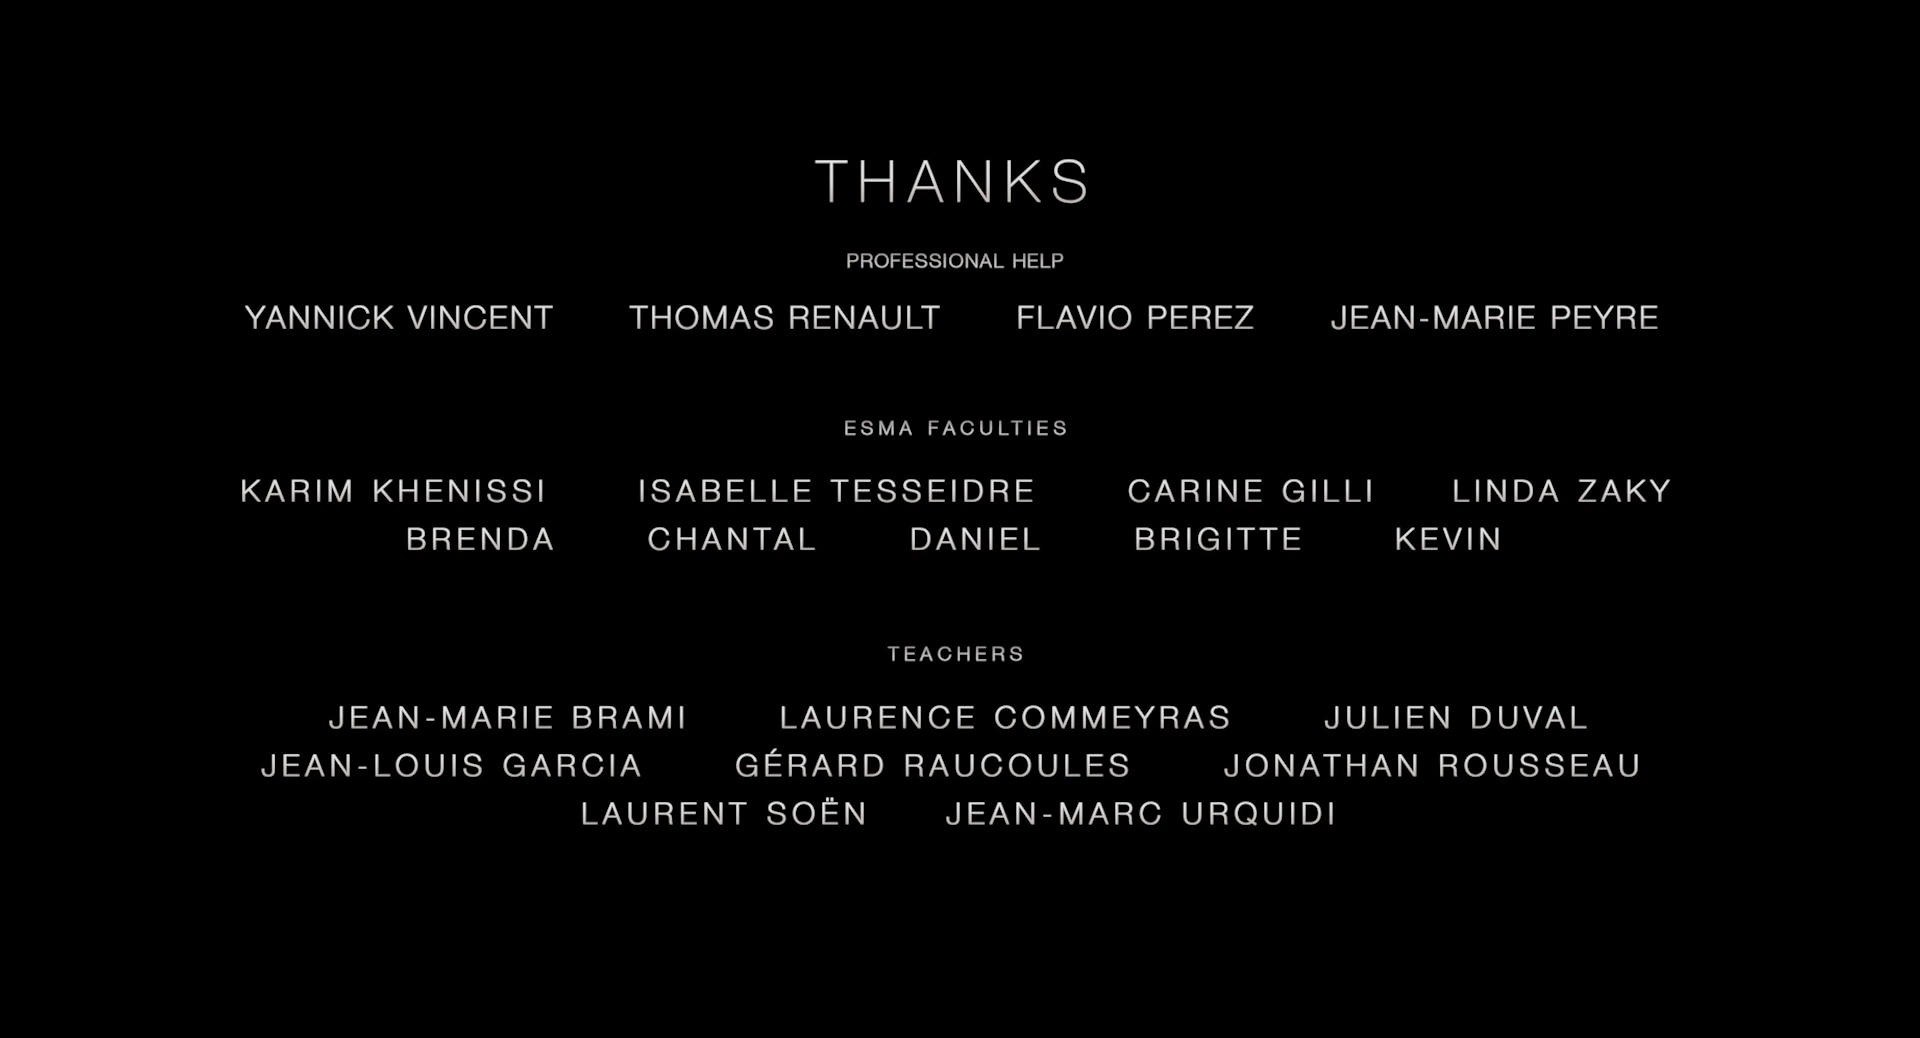 THANKS
PROFESSIONAL HELP
YANNICK VINCENT THOMAS RENAULT FLAVIO PEREZ JEAN-MARIE PEYRE
ESMA FACULTIES
KARIM KHENISSI ISABELLE TESSEIDRE CARINE GILLI LINDA ZAKY
BRENDA CHANTAL DANIEL BRIGITTE KEVIN
TEACHERS
JEAN-MARIE BRAMI LAURENCE COMMEYRAS JULIEN DUVAL
JEAN-LOUIS GARCIA GÉRARD RAUCOULES JONATHAN ROUSSEAU
LAURENT SOËN JEAN-MARC URQUIDI